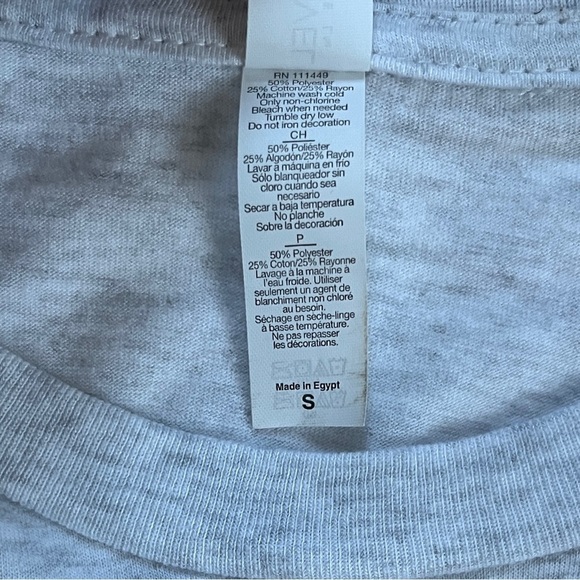 RN 111449
50% Polyester
25% Cotton/25% Rayon
Machine wash cold
Only non-chlorine
Bleach when needed
Tumble dry low
Do not iron decoration
CH
50% Poliéster
25% Algodón/25% Rayón
Lavar a máquina en frío
Sólo blanqueador sin
cloro cuando sea
necesario
Secar a baja temperatura
No planche
Sobre la decoración
P
50% Polyester
25% Coton/25% Rayonne
Lavage à la machine à
l'eau froide. Utiliser
seulement un agent de
blanchiment non chloré
au besoin.
Séchage en sèche-linge
à basse température.
Ne pas repasser
les décorations.
Made in Egypt
S